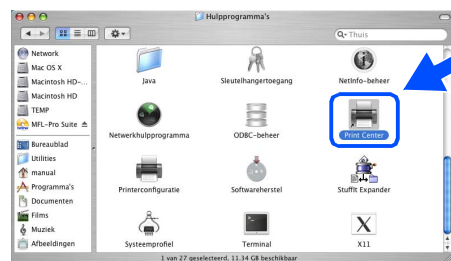 Hulpprogramma's
Thuis
Network
Mac OS X
Macintosh HD-...
Macintosh HD
TEMP
MFL-Pro Suite
Bureaublad
Utilities
manual
Programma's
Documenten
Films
Muziek
Afbeeldingen
Java
Sleutelhangertoegang
NetInfo-beheer
Netwerkhulpprogramma
ODBC-beheer
Print Center
Printerconfiguratie
Softwareherstel
StuffIt Expander
Systeemprofiel
Terminal
X11
1 van 27 geselecteerd, 11.34 GB beschikbaar